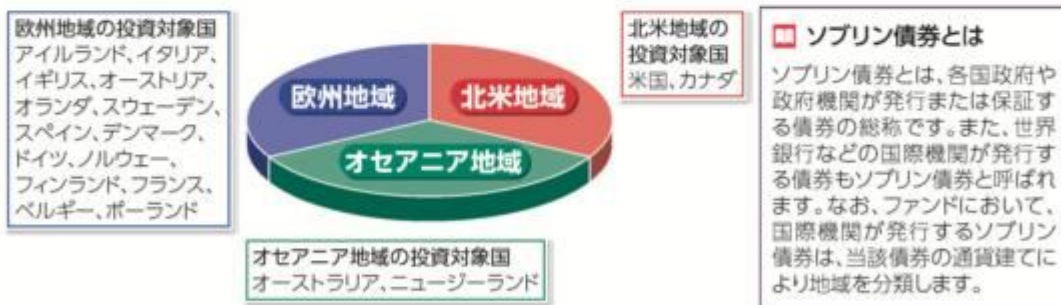 欧州地域の投資対象国
アイルランド、イタリア、
イギリス、オーストリア、
オランダ、スウェーデン、
スペイン、デンマーク、
ドイツ、ノルウェー、
フィンランド、フランス、
ベルギー、ポーランド
欧州地域
北米地域
オセアニア地域
北米地域の
投資対象国
米国、カナダ
オセアニア地域の投資対象国
オーストラリア、ニュージーランド
ソブリン債券とは
ソブリン債券とは、各国政府や
政府機関が発行または保証す
る債券の総称です。また、世界
銀行などの国際機関が発行す
る債券もソブリン債券と呼ばれ
ます。なお、ファンドにおいて、
国際機関が発行するソブリン
債券は、当該債券の通貨建てに
より地域を分類します。